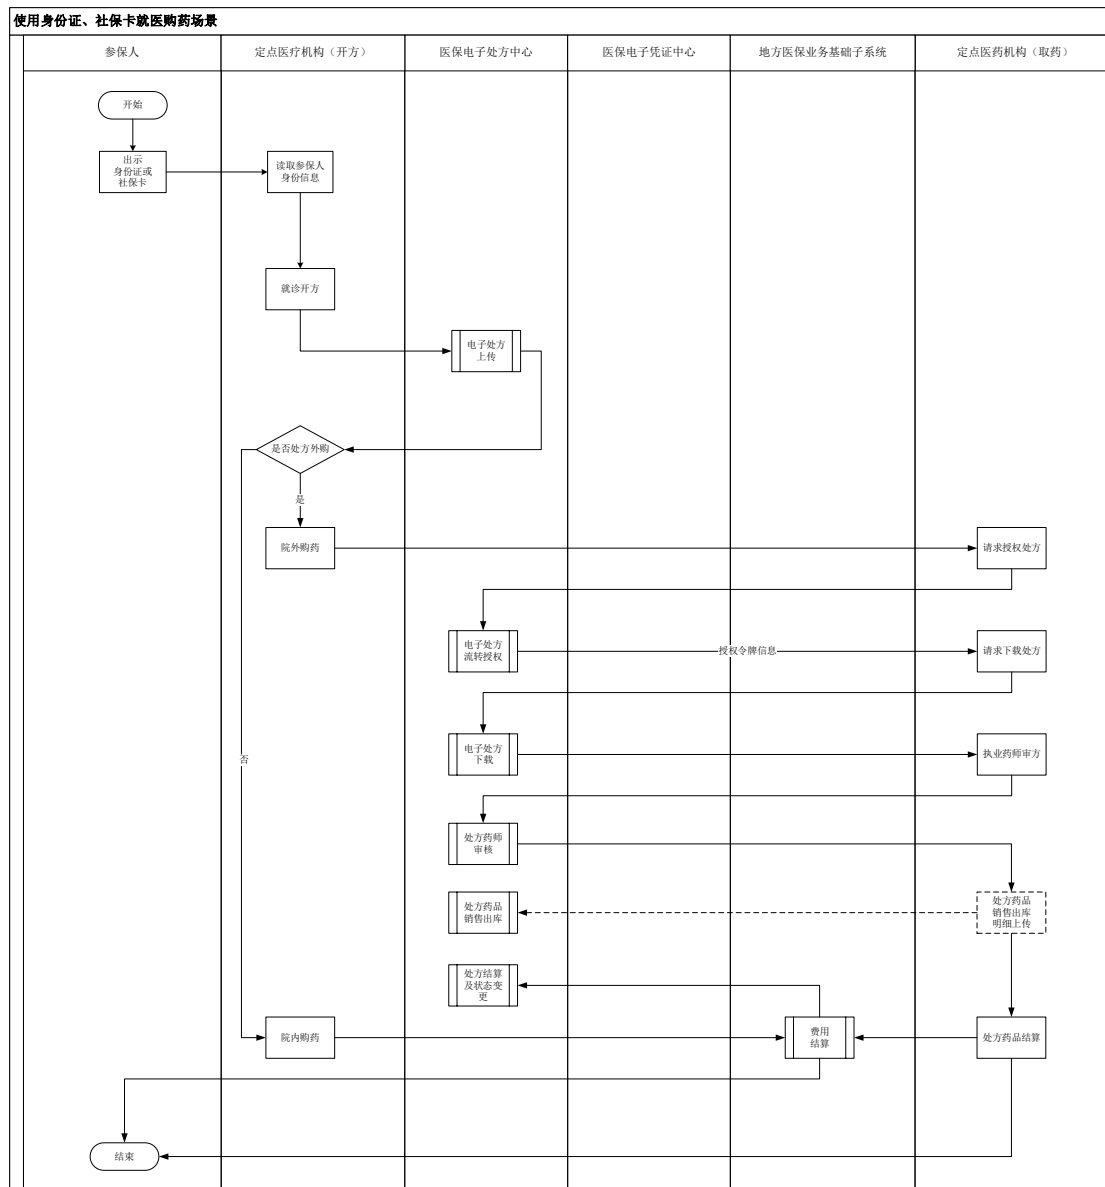 使用身份证、社保卡就医购药场景
参保人
定点医疗机构（开方）
医保电子处方中心
医保电子凭证中心
地方医保业务基础子系统
定点医药机构（取药）
开始
出示
身份证或
社保卡
读取参保人
身份信息
就诊开方
电子处方
上传
是否处方外购
是
院外购药
请求授权处方
电子处方
流转授权
授权令牌信息
请求下载处方
否
电子处方
下载
执业药师审方
处方药师
审核
处方药品
销售出库
处方药品
销售出库
明细上传
处方结算
及状态变
更
院内购药
费用
结算
处方药品结算
结束